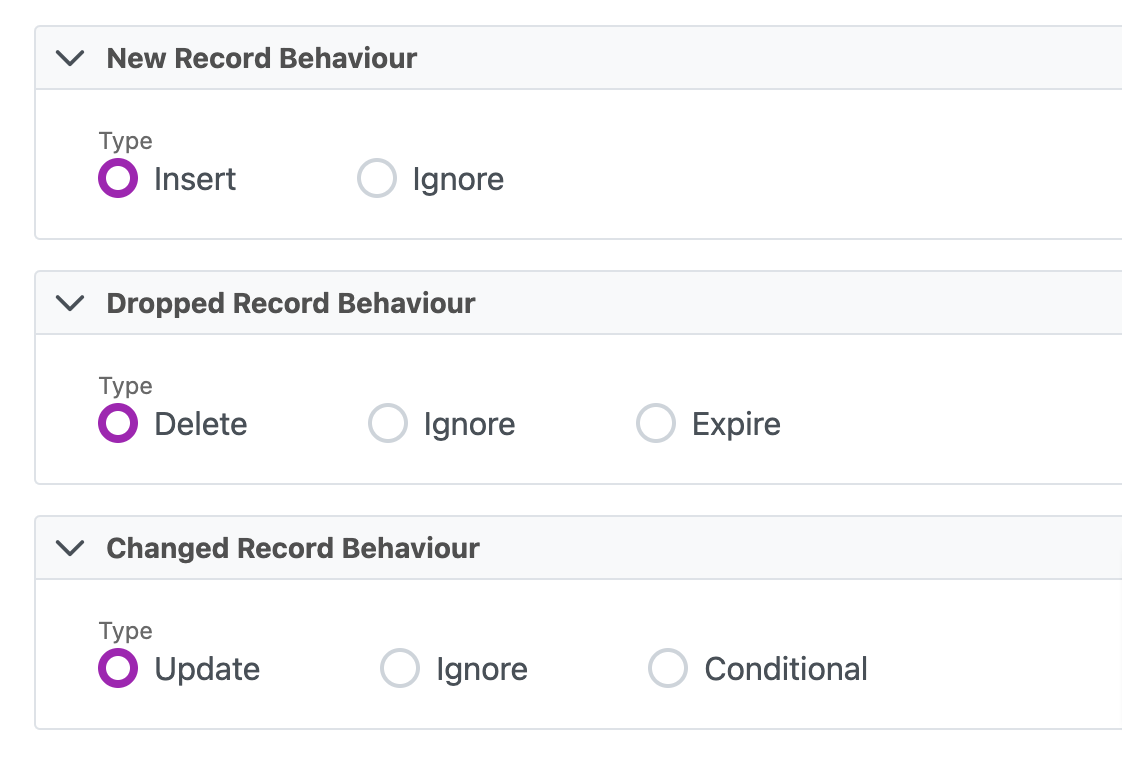 New Record Behaviour
Type
Insert Ignore
Dropped Record Behaviour
Type
Delete Ignore Expire
Changed Record Behaviour
Type
Update Ignore Conditional